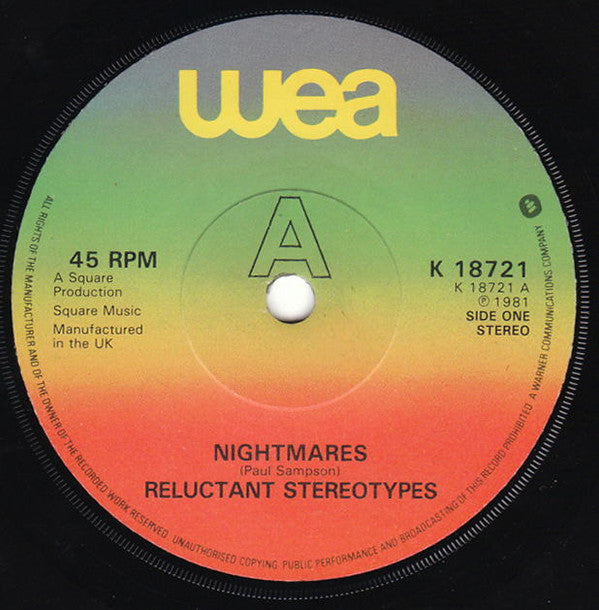 wea
A
45 RPM
A Square
Production
Square Music
Manufactured
in the UK
K 18721
K 18721 A
℗ 1981
SIDE ONE
STEREO
NIGHTMARES
(Paul Sampson)
RELUCTANT STEREOTYPES
ALL RIGHTS OF THE MANUFACTURER AND OF THE OWNER OF THE RECORDED WORK RESERVED. UNAUTHORISED COPYING, PUBLIC PERFORMANCE AND BROADCASTING OF THIS RECORD PROHIBITED. A WARNER COMMUNICATIONS COMPANY